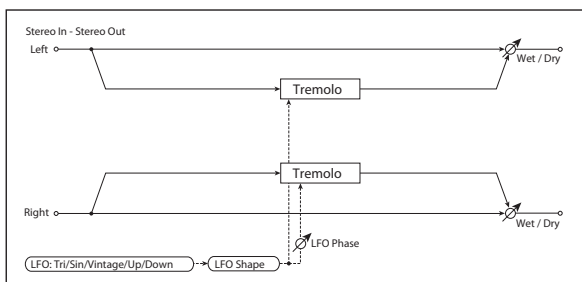 Stereo In - Stereo Out
Left
Wet / Dry
Tremolo
Tremolo
Right
Wet / Dry
LFO Phase
LFO: Tri/Sin/Vintage/Up/Down
LFO Shape